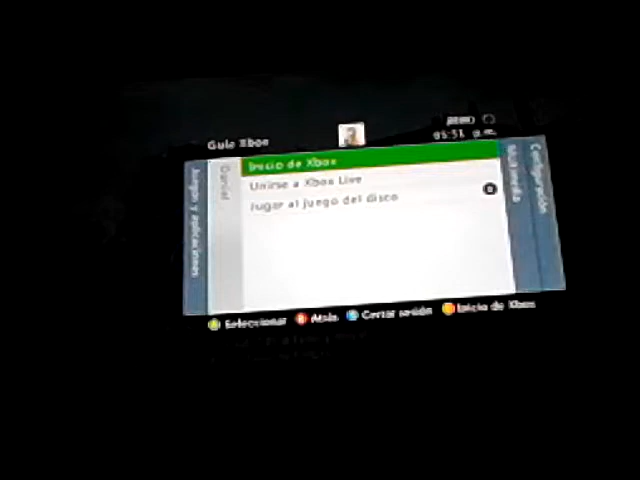 Guía Xbox
05:51 p.m.
Juegos y aplicaciones
Daniel
Inicio de Xbox
Unirse a Xbox Live
Jugar al juego del disco
Multimedia
Configuración
A Seleccionar B Atrás X Cerrar sesión Y Inicio de Xbox